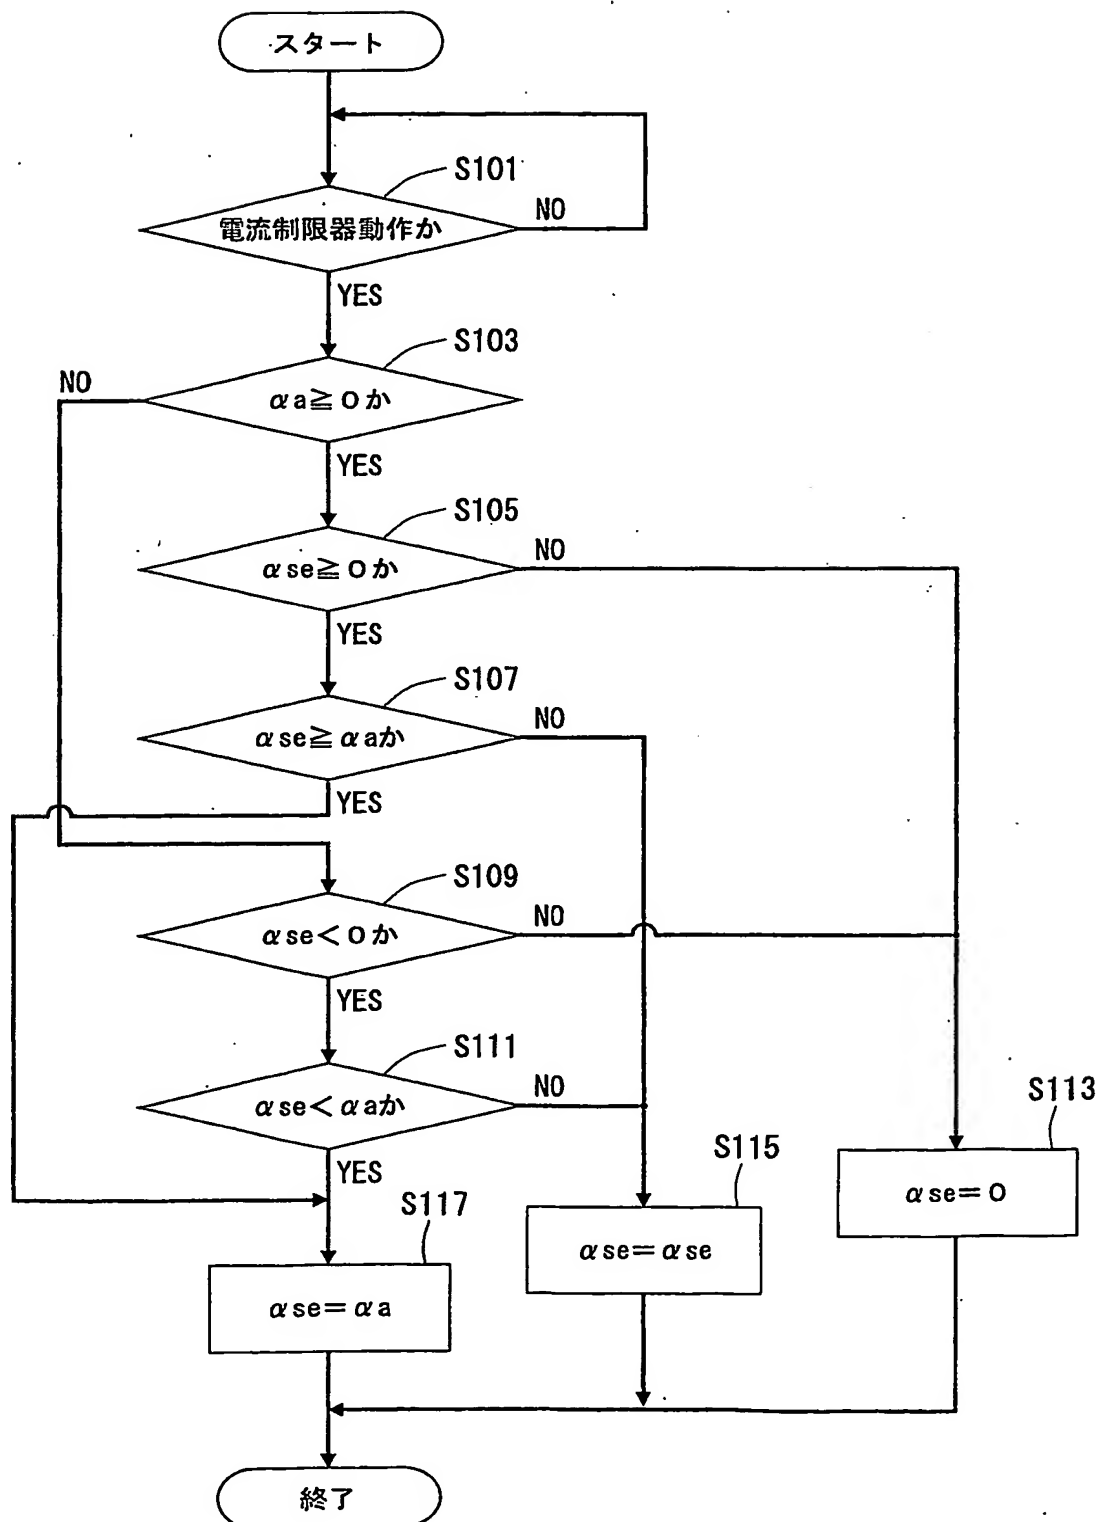 スタート
S101
電流制限器動作か
NO
YES
S103
NO
αa≧0か
YES
S105
αse≧0か
NO
YES
S107
αse≧αaか
NO
YES
S109
αse<0か
NO
YES
S111
αse<αaか
NO
YES
S113
αse=0
S115
αse=αse
S117
αse=αa
終了